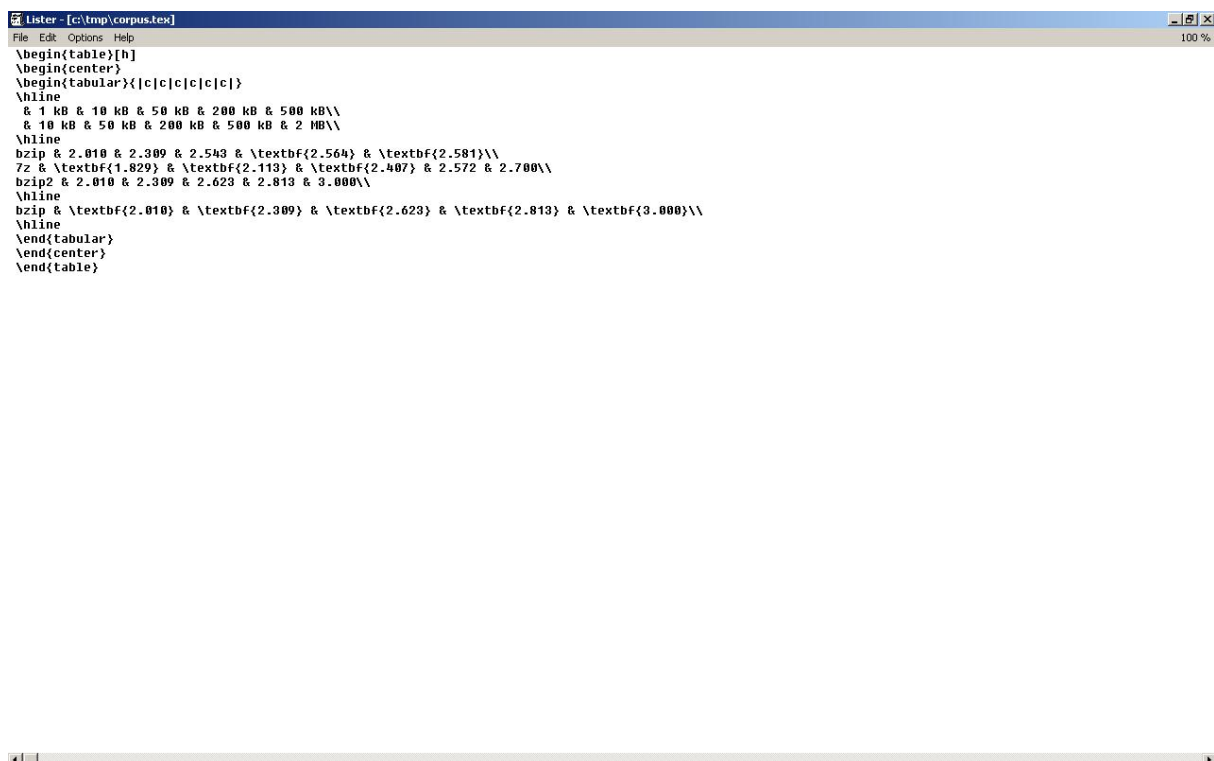 Lister - [c:\tmp\corpus.tex]
File Edit Options Help 100 %
\begin{table}[h]
\begin{center}
\begin{tabular}{|c|c|c|c|c|c|}
\hline
 & 1 kB & 10 kB & 50 kB & 200 kB & 500 kB\\
 & 10 kB & 50 kB & 200 kB & 500 kB & 2 MB\\
\hline
bzip & 2.010 & 2.309 & 2.543 & \textbf{2.564} & \textbf{2.581}\\
7z & \textbf{1.829} & \textbf{2.113} & \textbf{2.407} & 2.572 & 2.700\\
bzip2 & 2.010 & 2.309 & 2.623 & 2.813 & 3.000\\
\hline
bzip & \textbf{2.010} & \textbf{2.309} & \textbf{2.623} & \textbf{2.813} & \textbf{3.000}\\
\hline
\end{tabular}
\end{center}
\end{table}